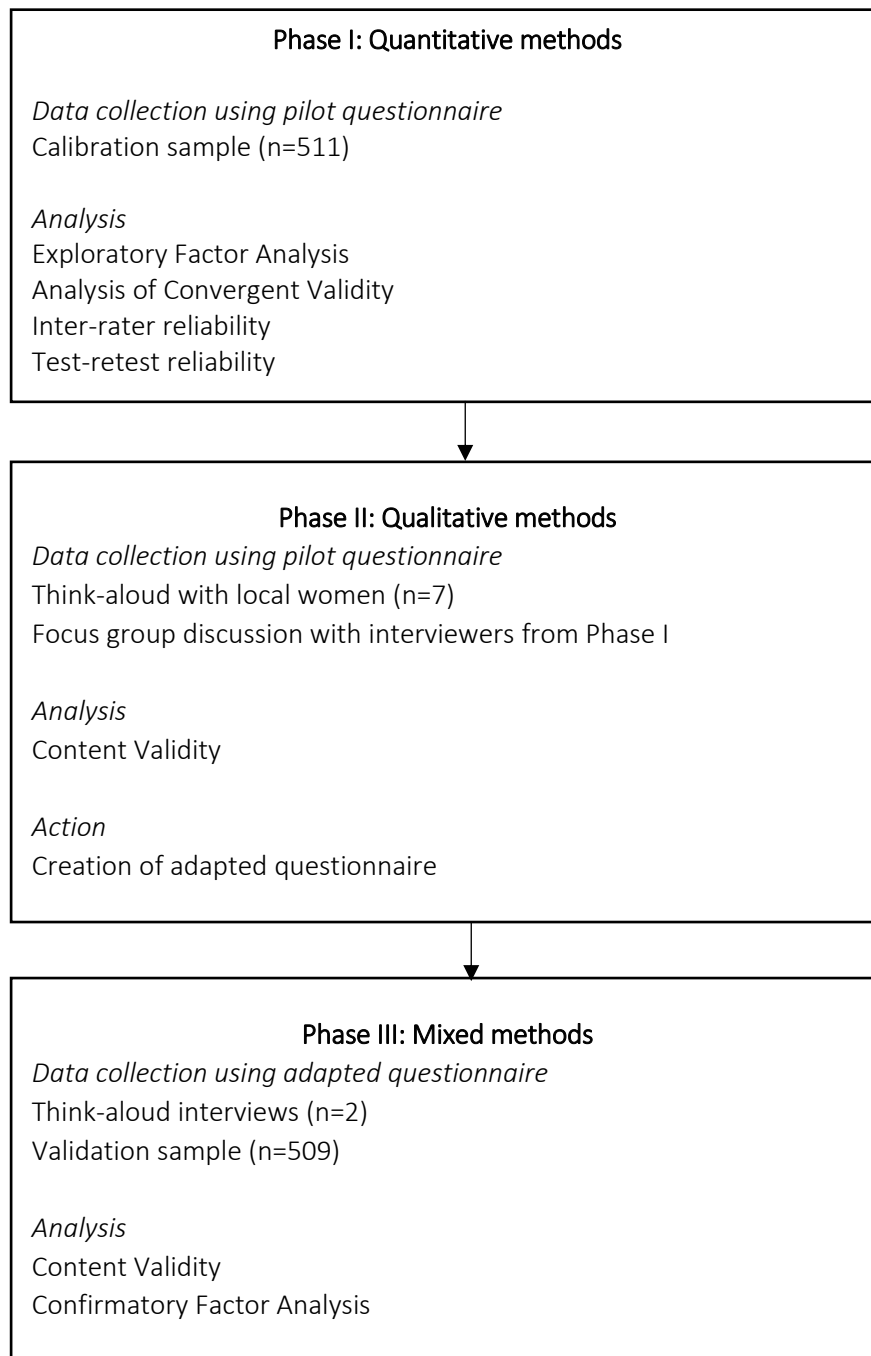 Phase I: Quantitative methods
Data collection using pilot questionnaire
Calibration sample (n=511)
Analysis
Exploratory Factor Analysis
Analysis of Convergent Validity
Inter-rater reliability
Test-retest reliability
Phase II: Qualitative methods
Data collection using pilot questionnaire
Think-aloud with local women (n=7)
Focus group discussion with interviewers from Phase I
Analysis
Content Validity
Action
Creation of adapted questionnaire
Phase III: Mixed methods
Data collection using adapted questionnaire
Think-aloud interviews (n=2)
Validation sample (n=509)
Analysis
Content Validity
Confirmatory Factor Analysis